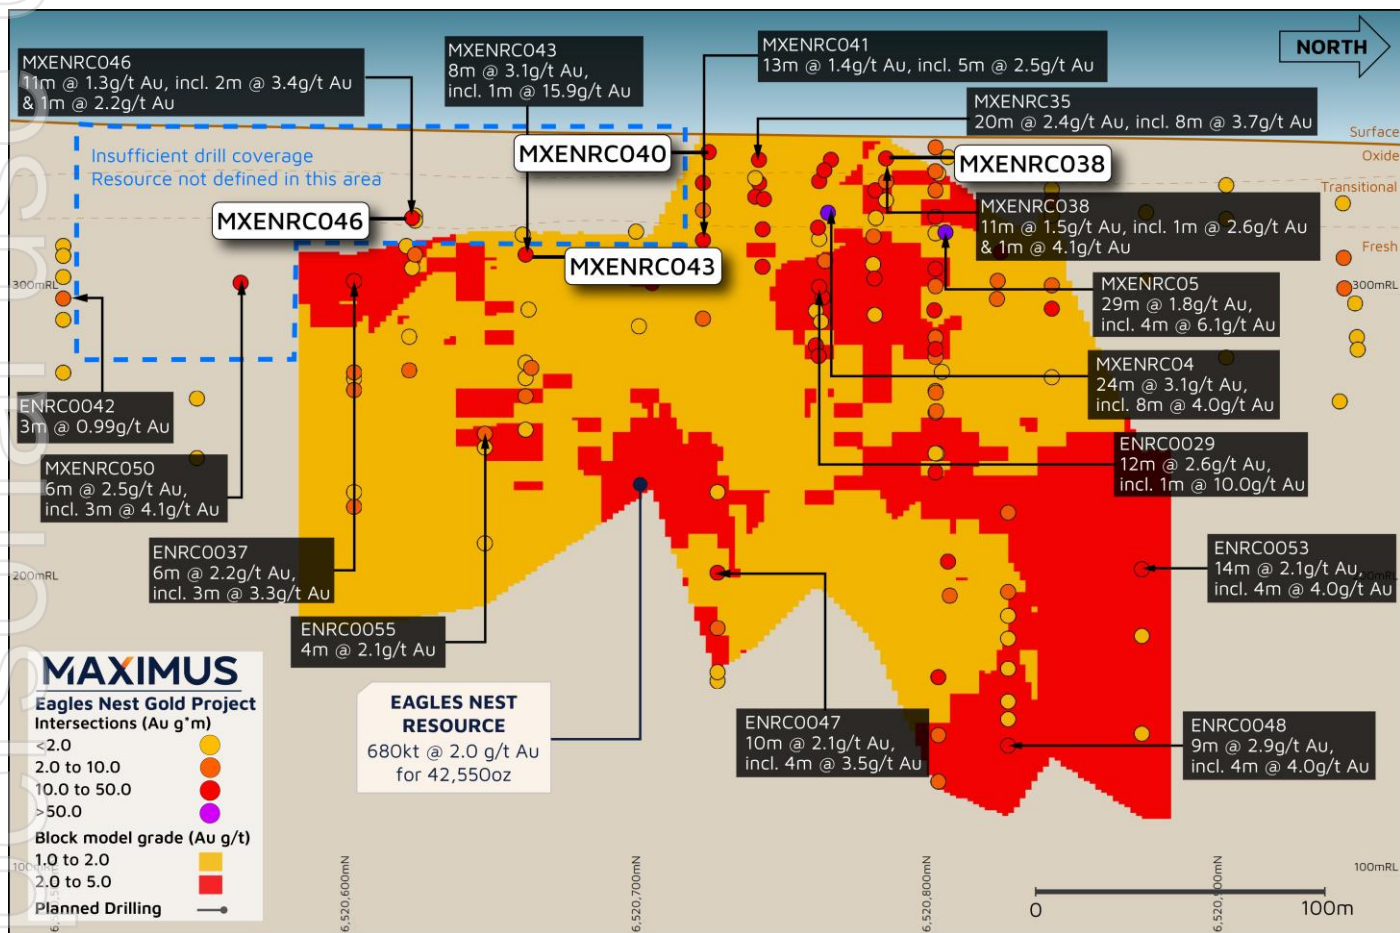 MXENRC046
11m @ 1.3g/t Au, incl. 2m @ 3.4g/t Au
& 1m @ 2.2g/t Au
MXENRC043
8m @ 3.1g/t Au,
incl. 1m @ 15.9g/t Au
MXENRC041
13m @ 1.4g/t Au, incl. 5m @ 2.5g/t Au
NORTH
MXENRC35
20m @ 2.4g/t Au, incl. 8m @ 3.7g/t Au
Surface
Oxide
Transitional
Fresh
Insufficient drill coverage
Resource not defined in this area
MXENRC040
MXENRC038
MXENRC046
MXENRC043
MXENRC038
11m @ 1.5g/t Au, incl. 1m @ 2.6g/t Au
& 1m @ 4.1g/t Au
300mRL
300mRL
MXENRC05
29m @ 1.8g/t Au,
incl. 4m @ 6.1g/t Au
MXENRC04
24m @ 3.1g/t Au,
incl. 8m @ 4.0g/t Au
ENRC0042
3m @ 0.99g/t Au
ENRC0029
12m @ 2.6g/t Au,
incl. 1m @ 10.0g/t Au
MXENRC050
6m @ 2.5g/t Au,
incl. 3m @ 4.1g/t Au
ENRC0037
6m @ 2.2g/t Au,
incl. 3m @ 3.3g/t Au
ENRC0053
14m @ 2.1g/t Au,
incl. 4m @ 4.0g/t Au
200mRL
ENRC0055
4m @ 2.1g/t Au
EAGLES NEST
RESOURCE
680kt @ 2.0 g/t Au
for 42,550oz
ENRC0047
10m @ 2.1g/t Au,
incl. 4m @ 3.5g/t Au
ENRC0048
9m @ 2.9g/t Au,
incl. 4m @ 4.0g/t Au
MAXIMUS
Eagles Nest Gold Project
Intersections (Au g*m)
<2.0
2.0 to 10.0
10.0 to 50.0
>50.0
Block model grade (Au g/t)
1.0 to 2.0
2.0 to 5.0
Planned Drilling
100mRL
100mRL
6,520,600mN
6,520,700mN
6,520,800mN
6,520,900mN
0
100m